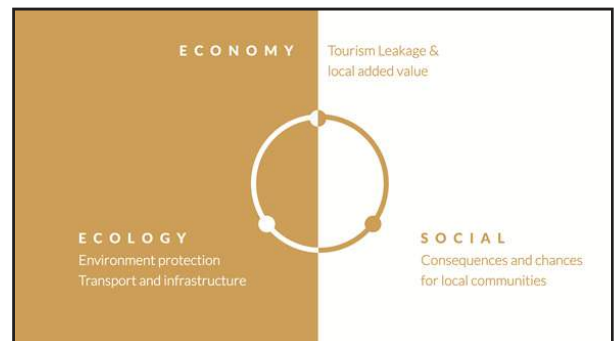 ECONOMY
Tourism Leakage &
local added value
ECOLOGY
Environment protection
Transport and infrastructure
SOCIAL
Consequences and chances
for local communities